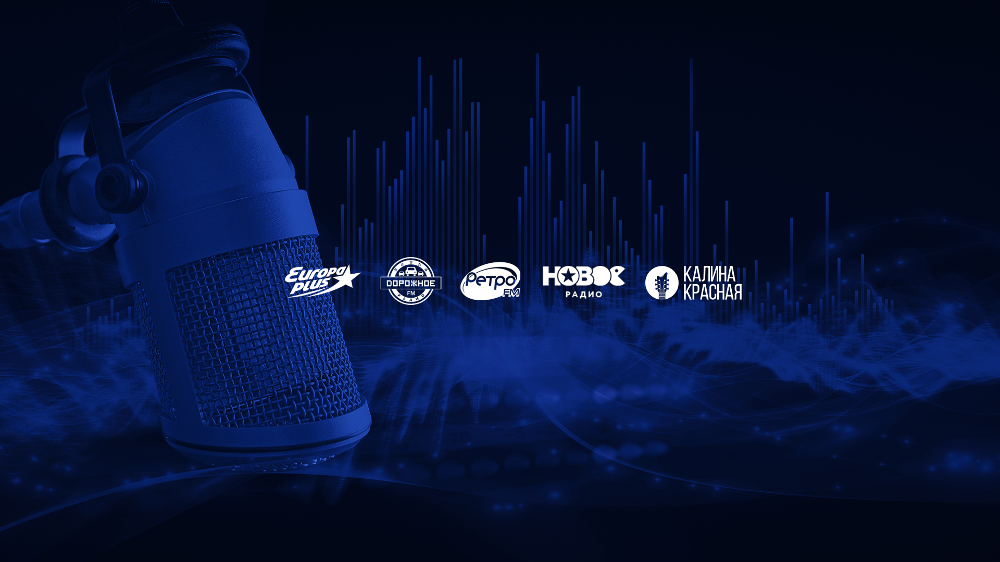 Europa
plus
ДОРОЖНОЕ
FM
РАДИО
Ретро
FM
НОВОЕ
РАДИО
КАЛИНА
КРАСНАЯ